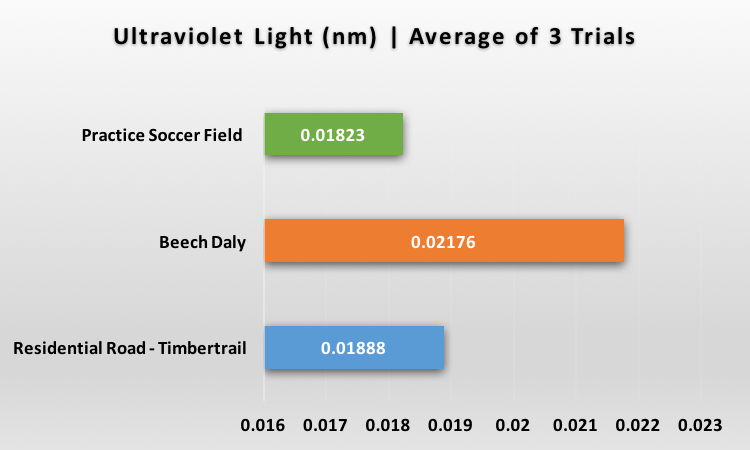 Ultraviolet Light (nm) | Average of 3 Trials
Practice Soccer Field 0.01823
Beech Daly 0.02176
Residential Road - Timbertrail 0.01888
0.016 0.017 0.018 0.019 0.02 0.021 0.022 0.023